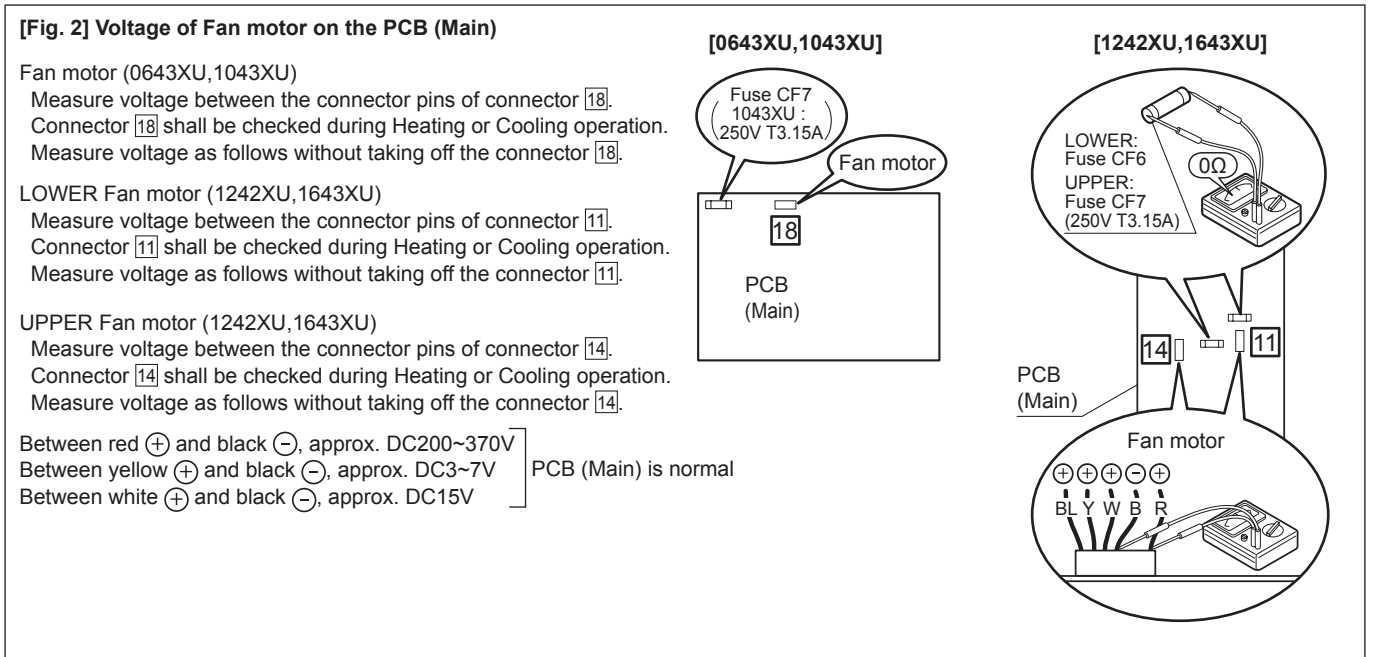 [Fig. 2] Voltage of Fan motor on the PCB (Main)
Fan motor (0643XU,1043XU)
Measure voltage between the connector pins of connector 18.
Connector 18 shall be checked during Heating or Cooling operation.
Measure voltage as follows without taking off the connector 18.
LOWER Fan motor (1242XU,1643XU)
Measure voltage between the connector pins of connector 11.
Connector 11 shall be checked during Heating or Cooling operation.
Measure voltage as follows without taking off the connector 11.
UPPER Fan motor (1242XU,1643XU)
Measure voltage between the connector pins of connector 14.
Connector 14 shall be checked during Heating or Cooling operation.
Measure voltage as follows without taking off the connector 14.
Between red ⊕ and black ⊖, approx. DC200~370V
Between yellow ⊕ and black ⊖, approx. DC3~7V
Between white ⊕ and black ⊖, approx. DC15V
PCB (Main) is normal
[0643XU,1043XU]
Fuse CF7
1043XU :
250V T3.15A
Fan motor
18
PCB
(Main)
[1242XU,1643XU]
LOWER:
Fuse CF6
UPPER:
Fuse CF7
(250V T3.15A)
0Ω
14
11
PCB
(Main)
Fan motor
⊕ ⊕ ⊕ ⊖ ⊕
BL Y W B R